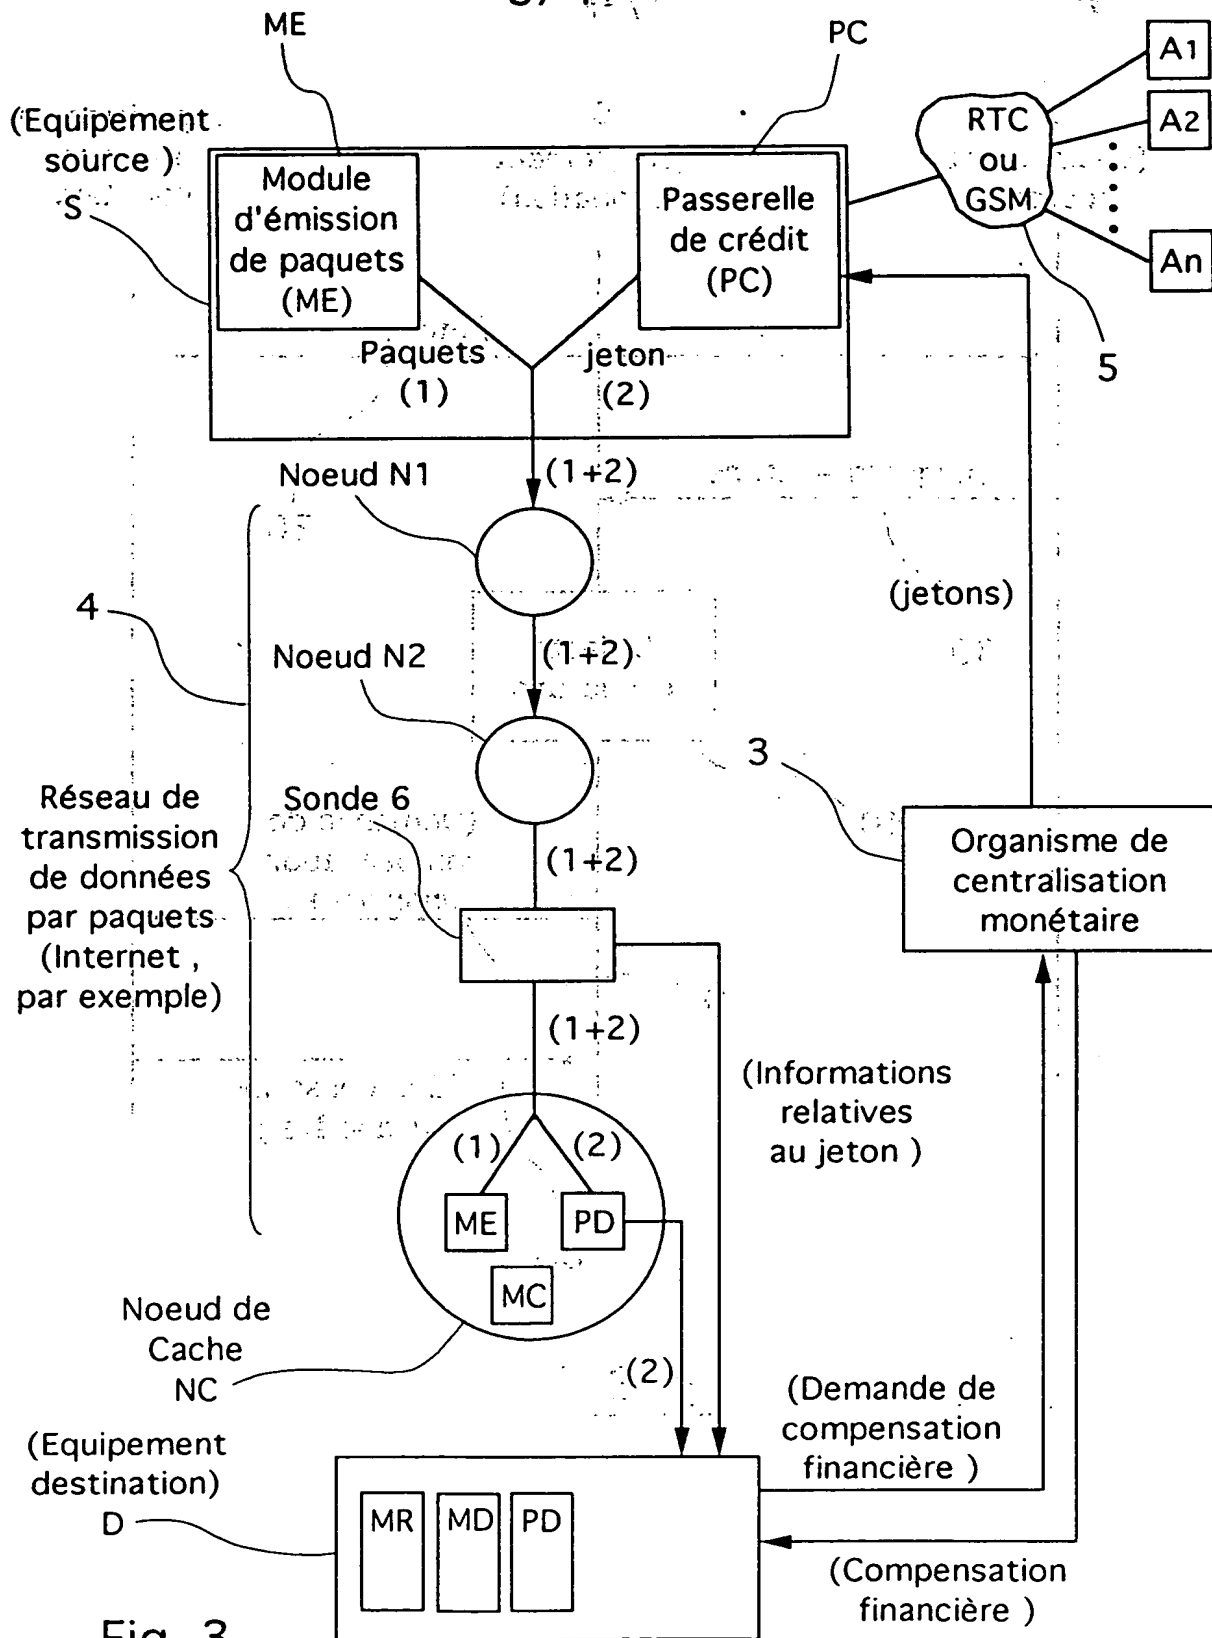 ME
PC
A1
(Equipement
source )
S
Module
d'émission
de paquets
(ME)
Passerelle
de crédit
(PC)
RTC
ou
GSM
A2
An
5
Paquets
(1)
jeton
(2)
(1+2)
Noeud N1
4
(jetons)
Noeud N2
(1+2)
3
Sonde 6
Réseau de
transmission
de données
par paquets
(Internet ,
par exemple)
(1+2)
Organisme de
centralisation
monétaire
(1+2)
(Informations
relatives
au jeton )
(1)
(2)
ME
PD
MC
Noeud de
Cache
NC
(2)
(Demande de
compensation
financière )
(Equipement
destination)
D
MR
MD
PD
(Compensation
financière )
Fig. 3